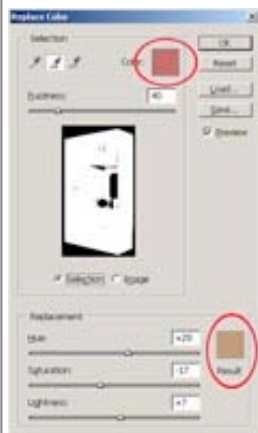 Replace Color
Selection
OK
Color:
Reset
Fuzziness:
40
Load...
Save...
Preview
Selection
Image
Replacement
Hue:
+20
Saturation:
-17
Result
Lightness:
+7